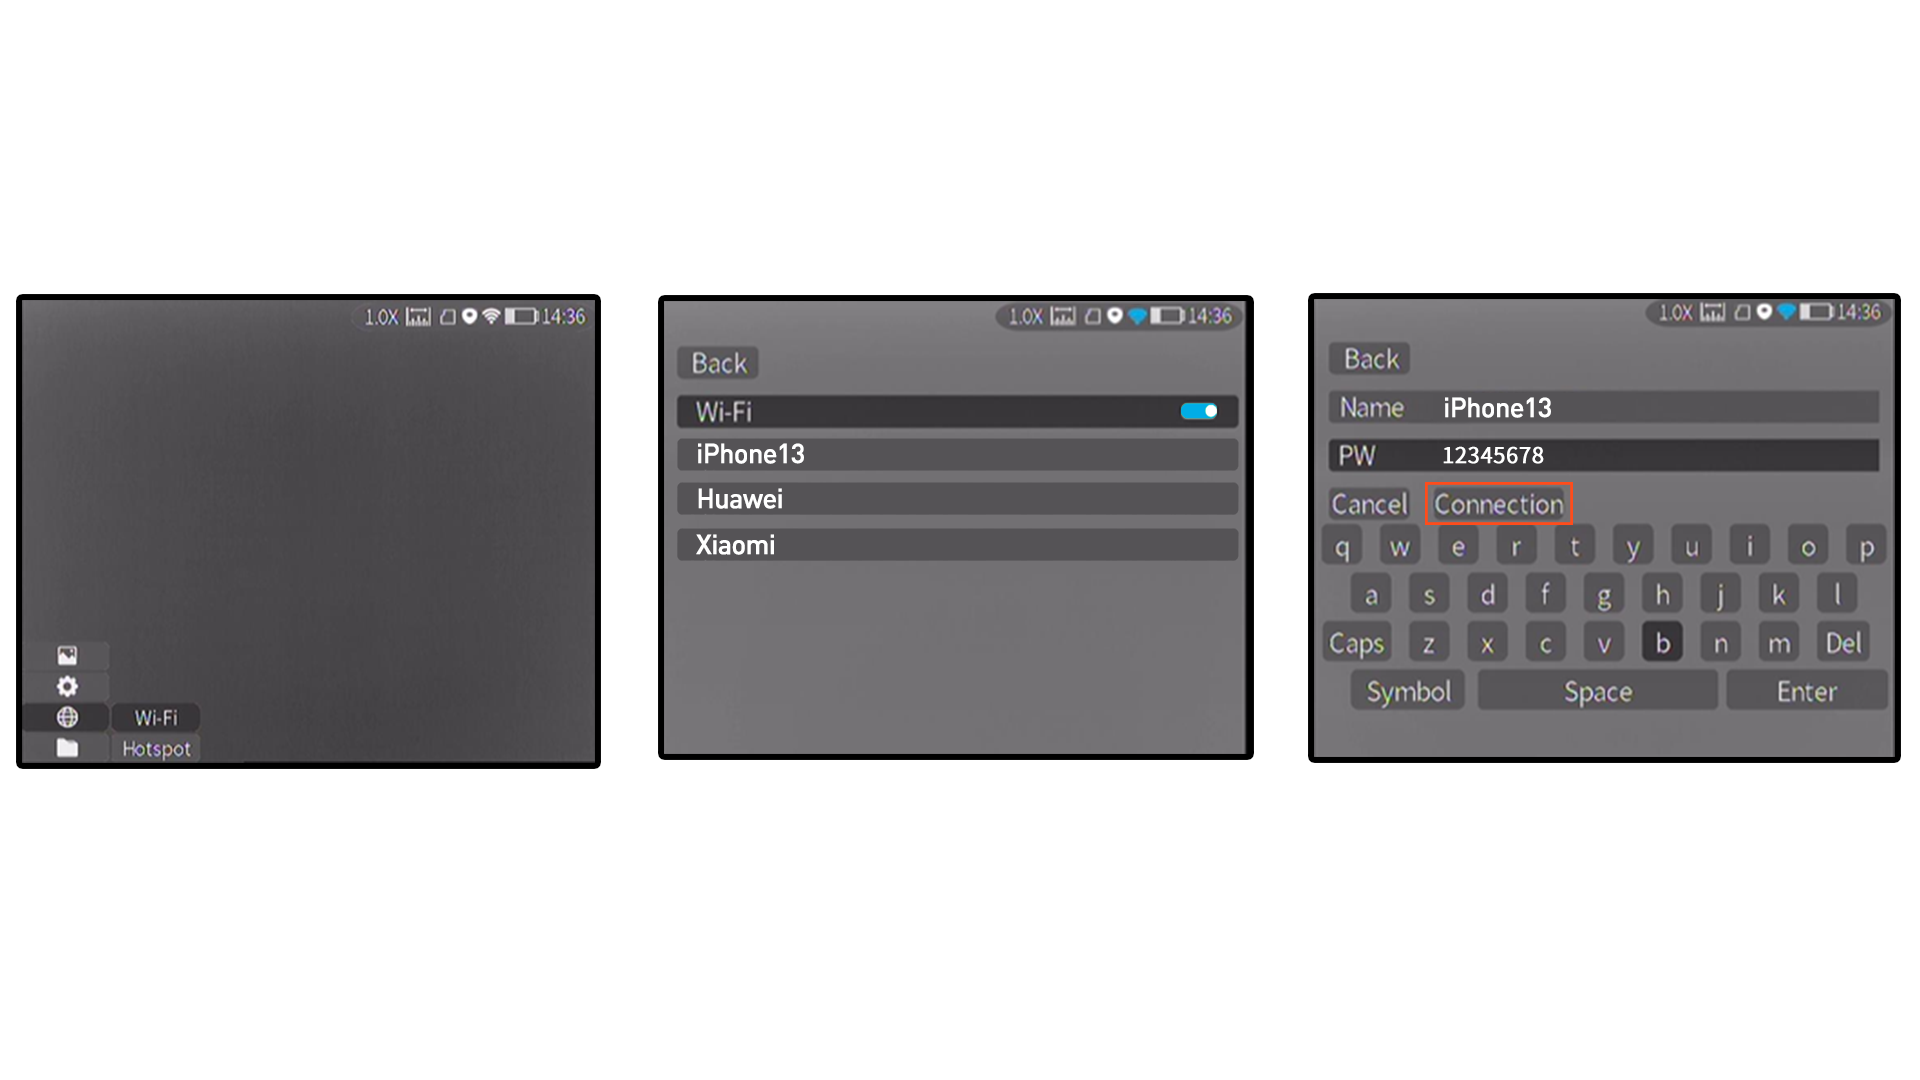 1.0X 14:36
Wi-Fi
Hotspot
1.0X 14:36
Back
Wi-Fi
iPhone13
Huawei
Xiaomi
1.0X 14:36
Back
Name iPhone13
PW 12345678
Cancel Connection
q w e r t y u i o p
a s d f g h j k l
Caps z x c v b n m Del
Symbol Space Enter